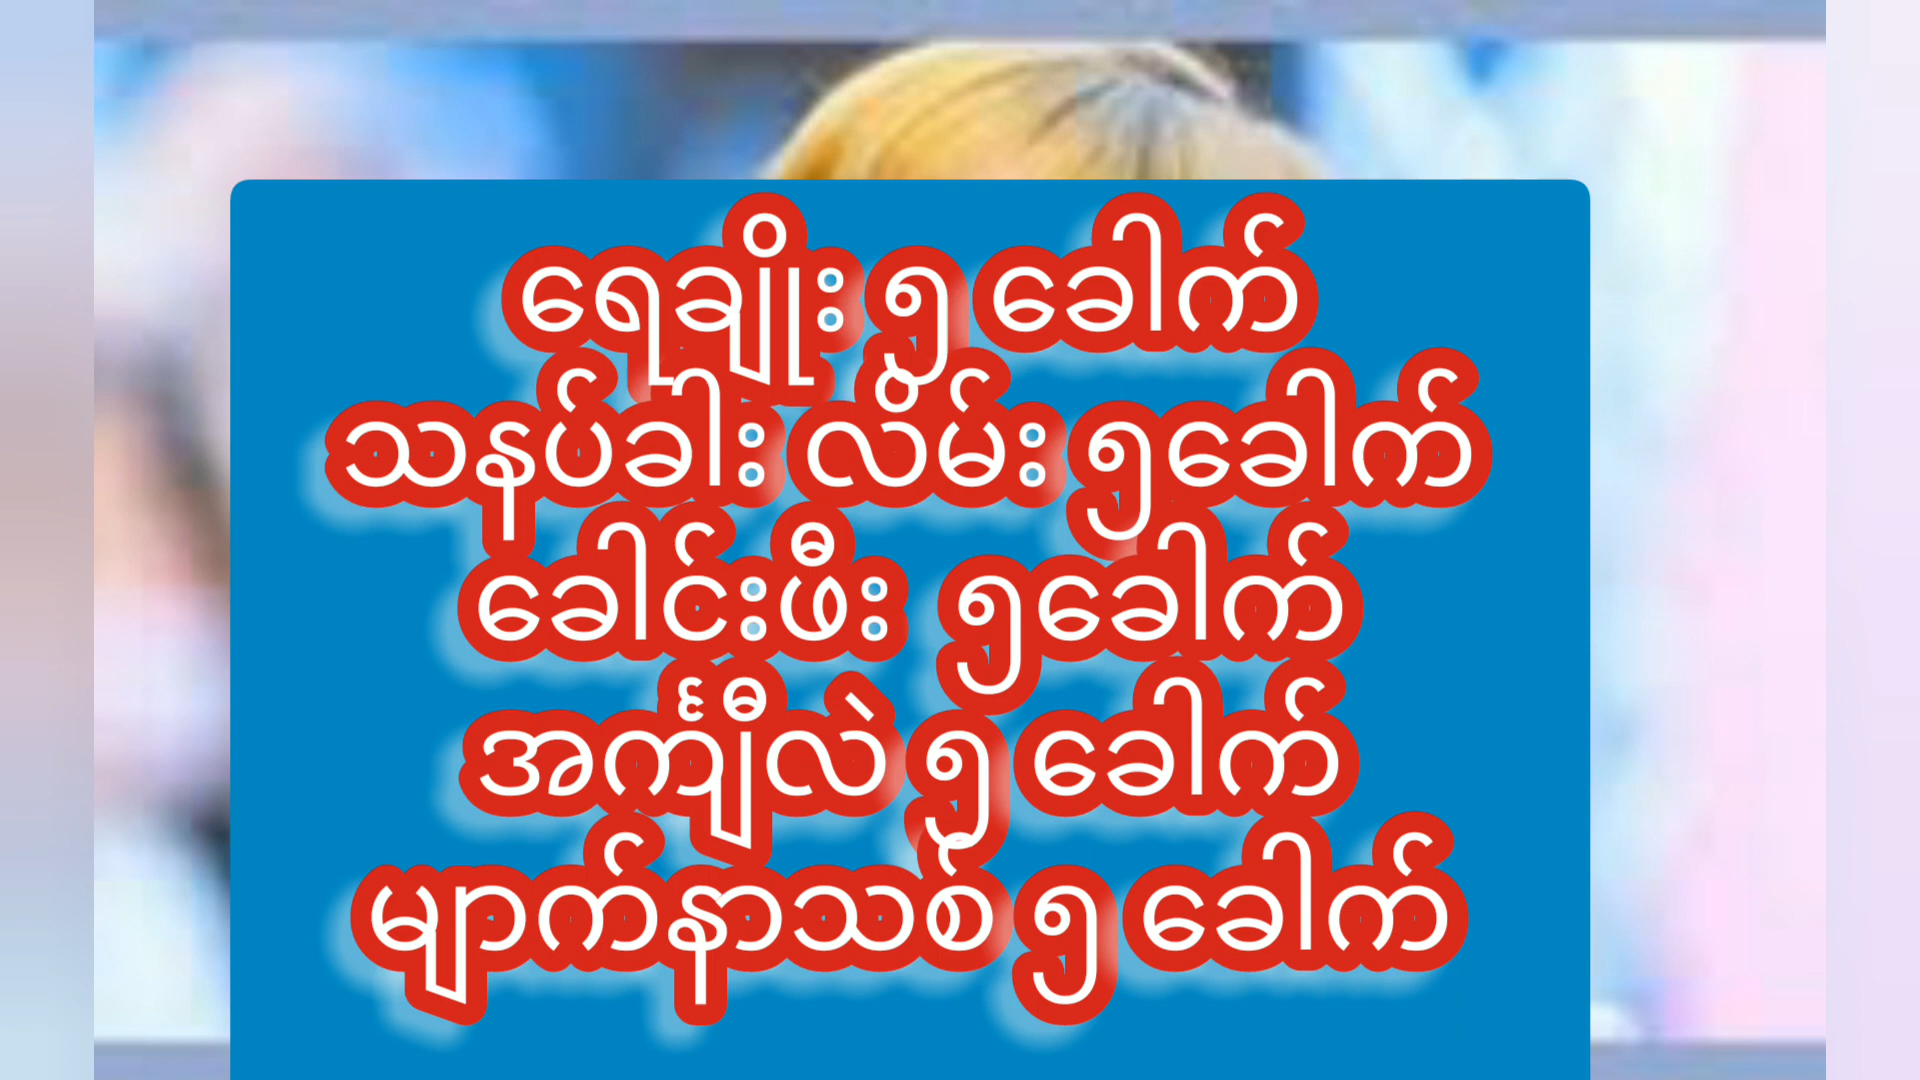 ရေချိုး ၅ ခေါက်
သနပ်ခါး လိမ်း ၅ခေါက်
ခေါင်းဖီး ၅ခေါက်
အင်္ကျီလဲ ၅ ခေါက်
မျာက်နှာသစ် ၅ ခေါက်